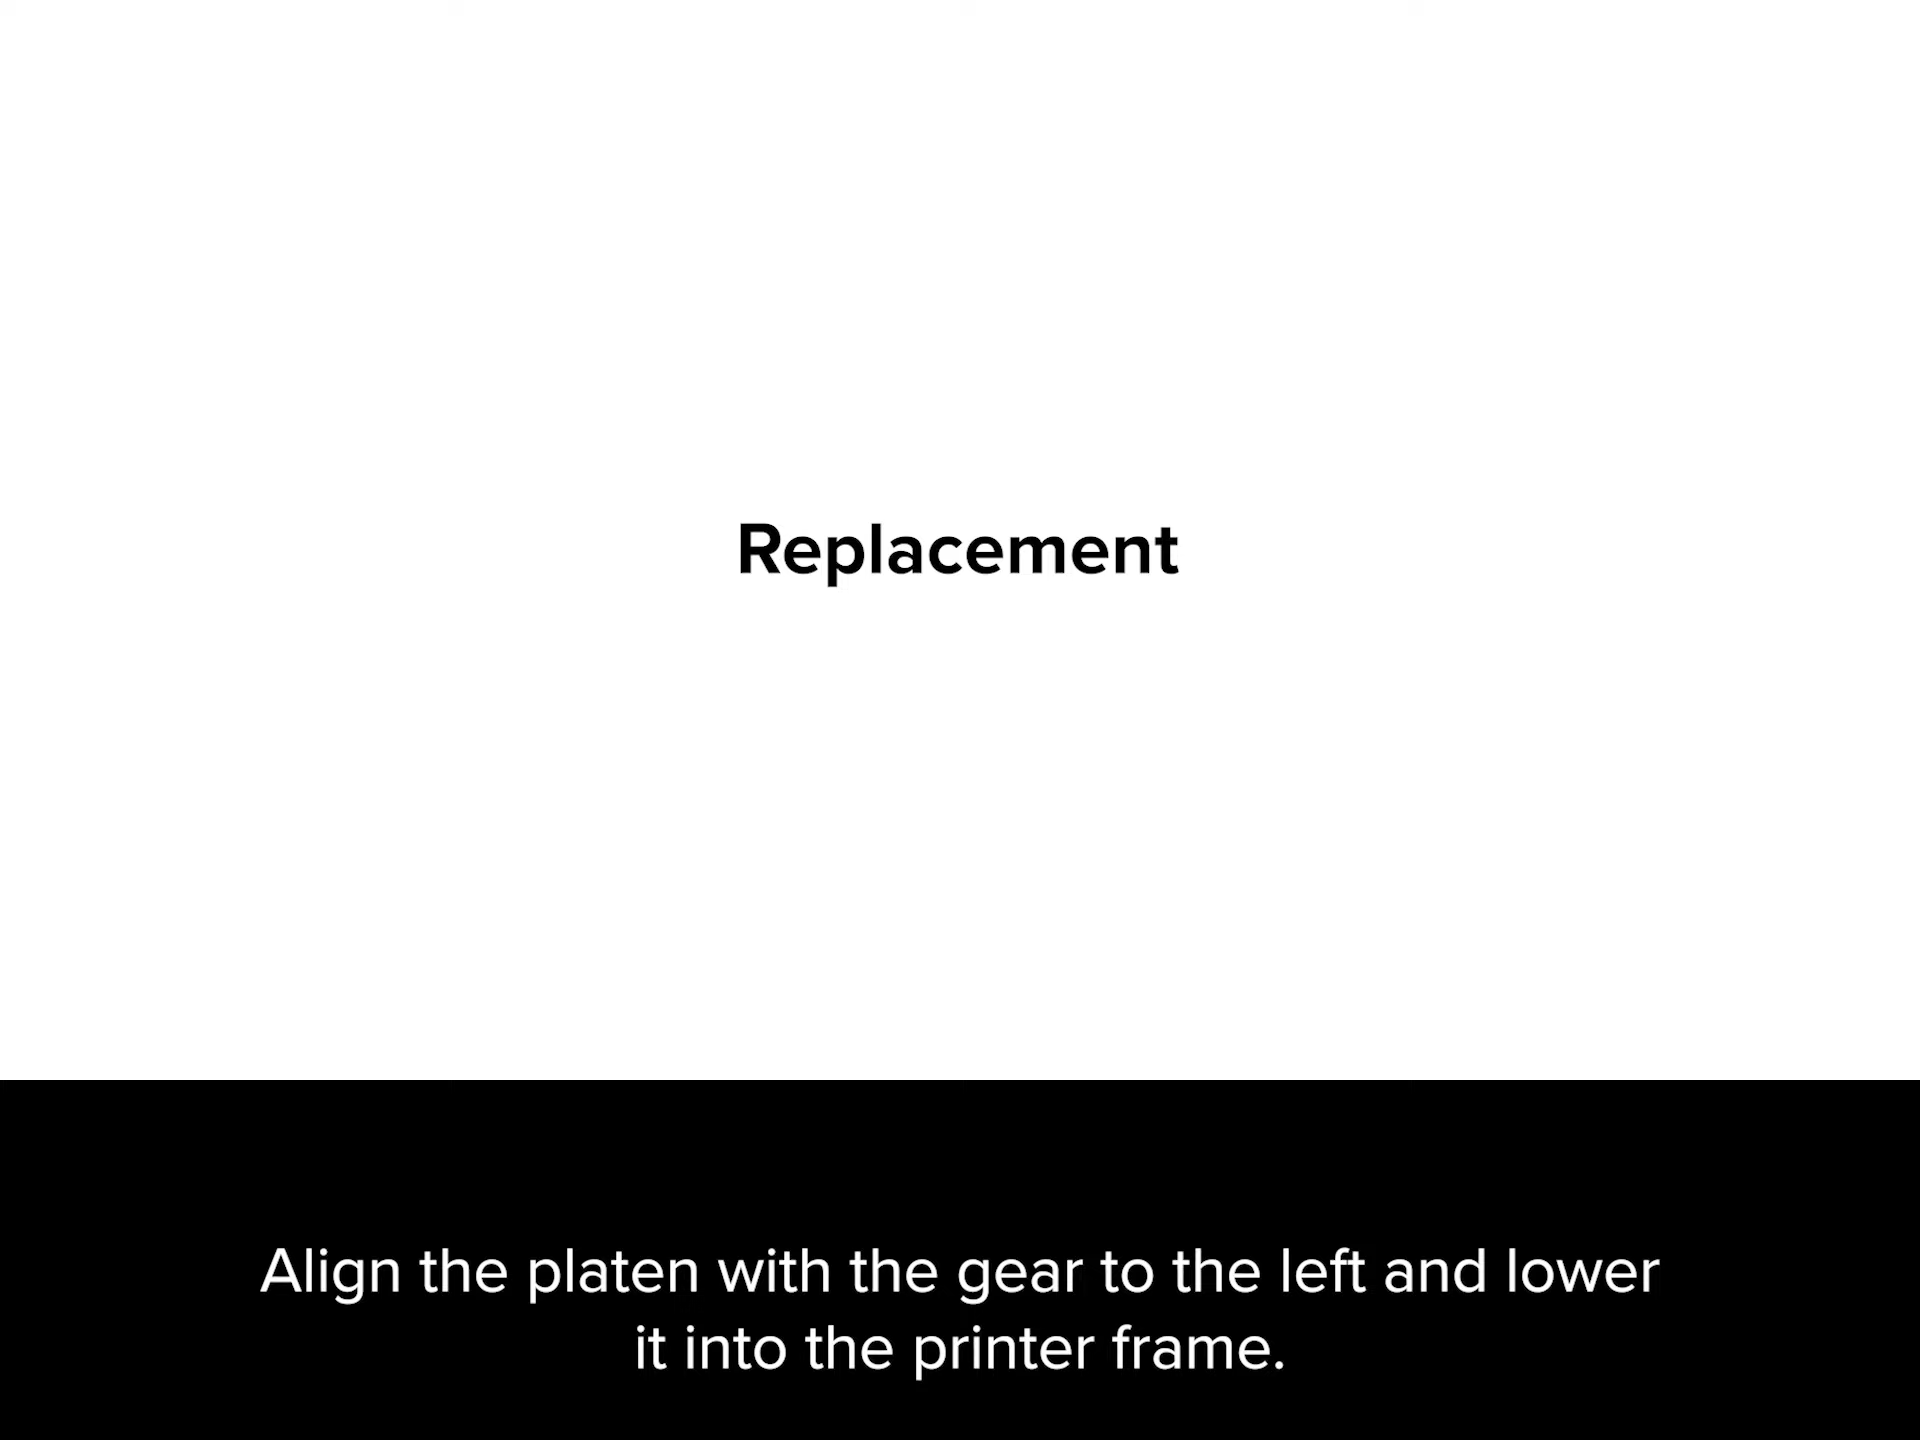 Replacement
Align the platen with the gear to the left and lower
it into the printer frame.